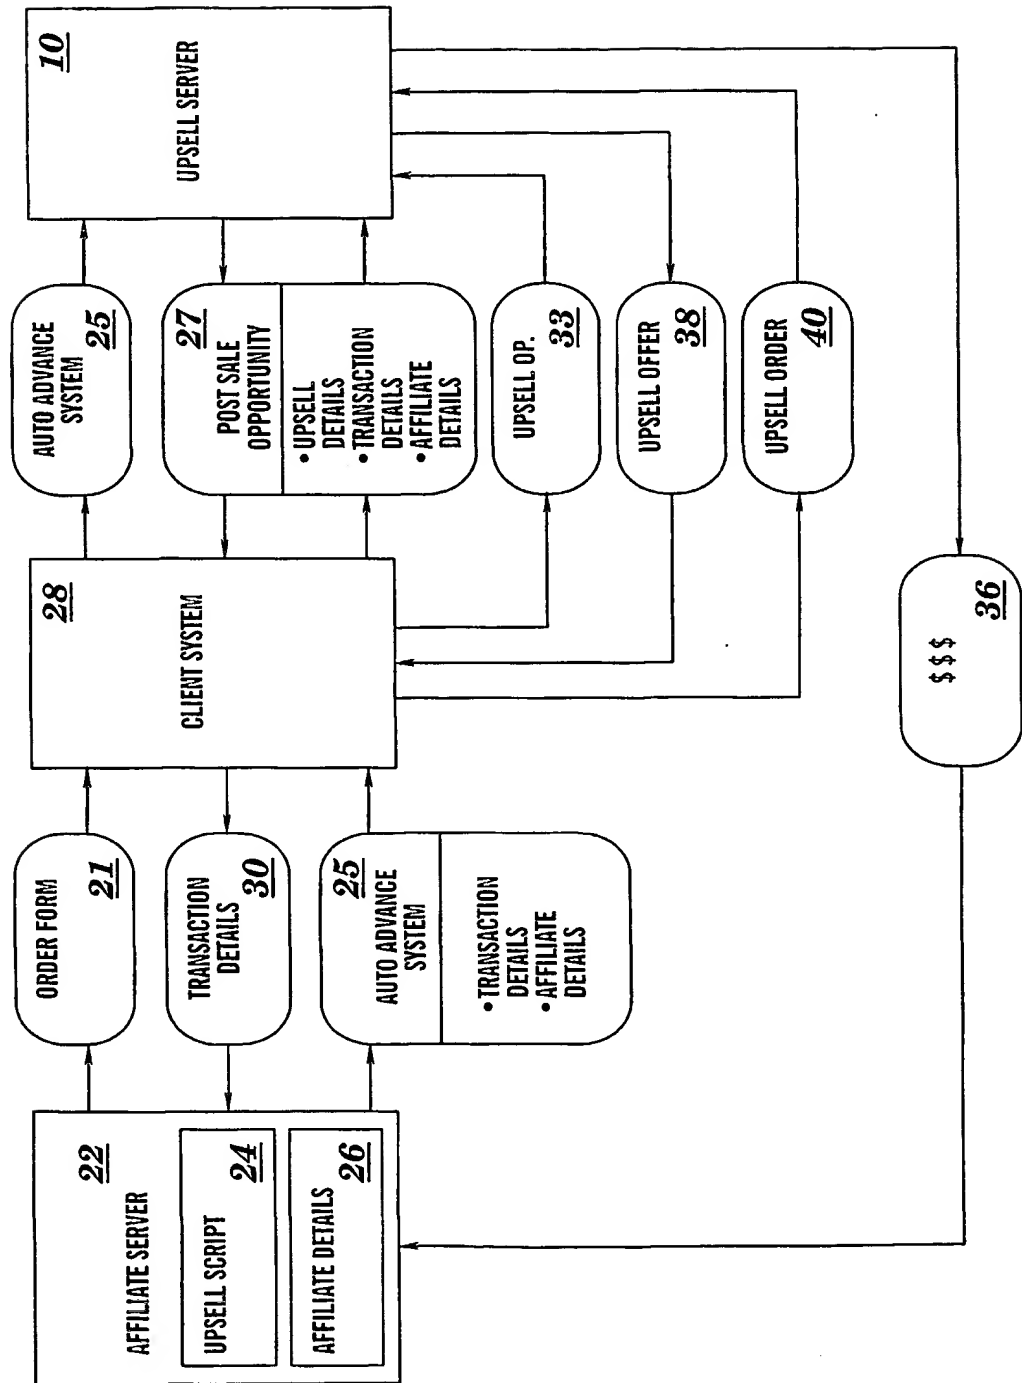 AFFILIATE SERVER
22
UPSELL SCRIPT
24
AFFILIATE DETAILS
26
ORDER FORM
21
TRANSACTION
DETAILS
30
AUTO ADVANCE
SYSTEM
25
•TRANSACTION
DETAILS
•AFFILIATE
DETAILS
CLIENT SYSTEM
28
AUTO ADVANCE
SYSTEM
25
POST SALE
OPPORTUNITY
27
•UPSELL
DETAILS
•TRANSACTION
DETAILS
•AFFILIATE
DETAILS
UPSELL OP.
33
UPSELL OFFER
38
UPSELL ORDER
40
UPSELL SERVER
10
$$$
36